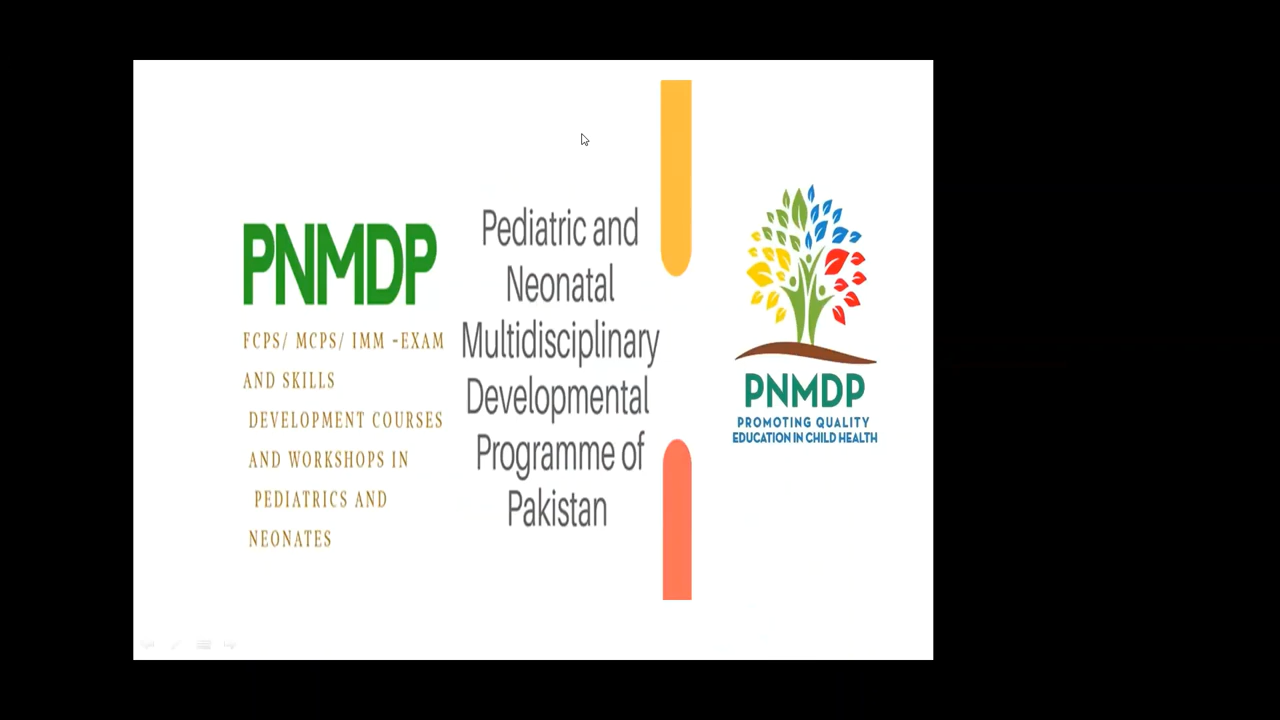 PNMDP
FCPS/ MCPS/ IMM -EXAM
AND SKILLS
DEVELOPMENT COURSES
AND WORKSHOPS IN
PEDIATRICS AND
NEONATES
Pediatric and
Neonatal
Multidisciplinary
Developmental
Programme of
Pakistan
PNMDP
PROMOTING QUALITY
EDUCATION IN CHILD HEALTH